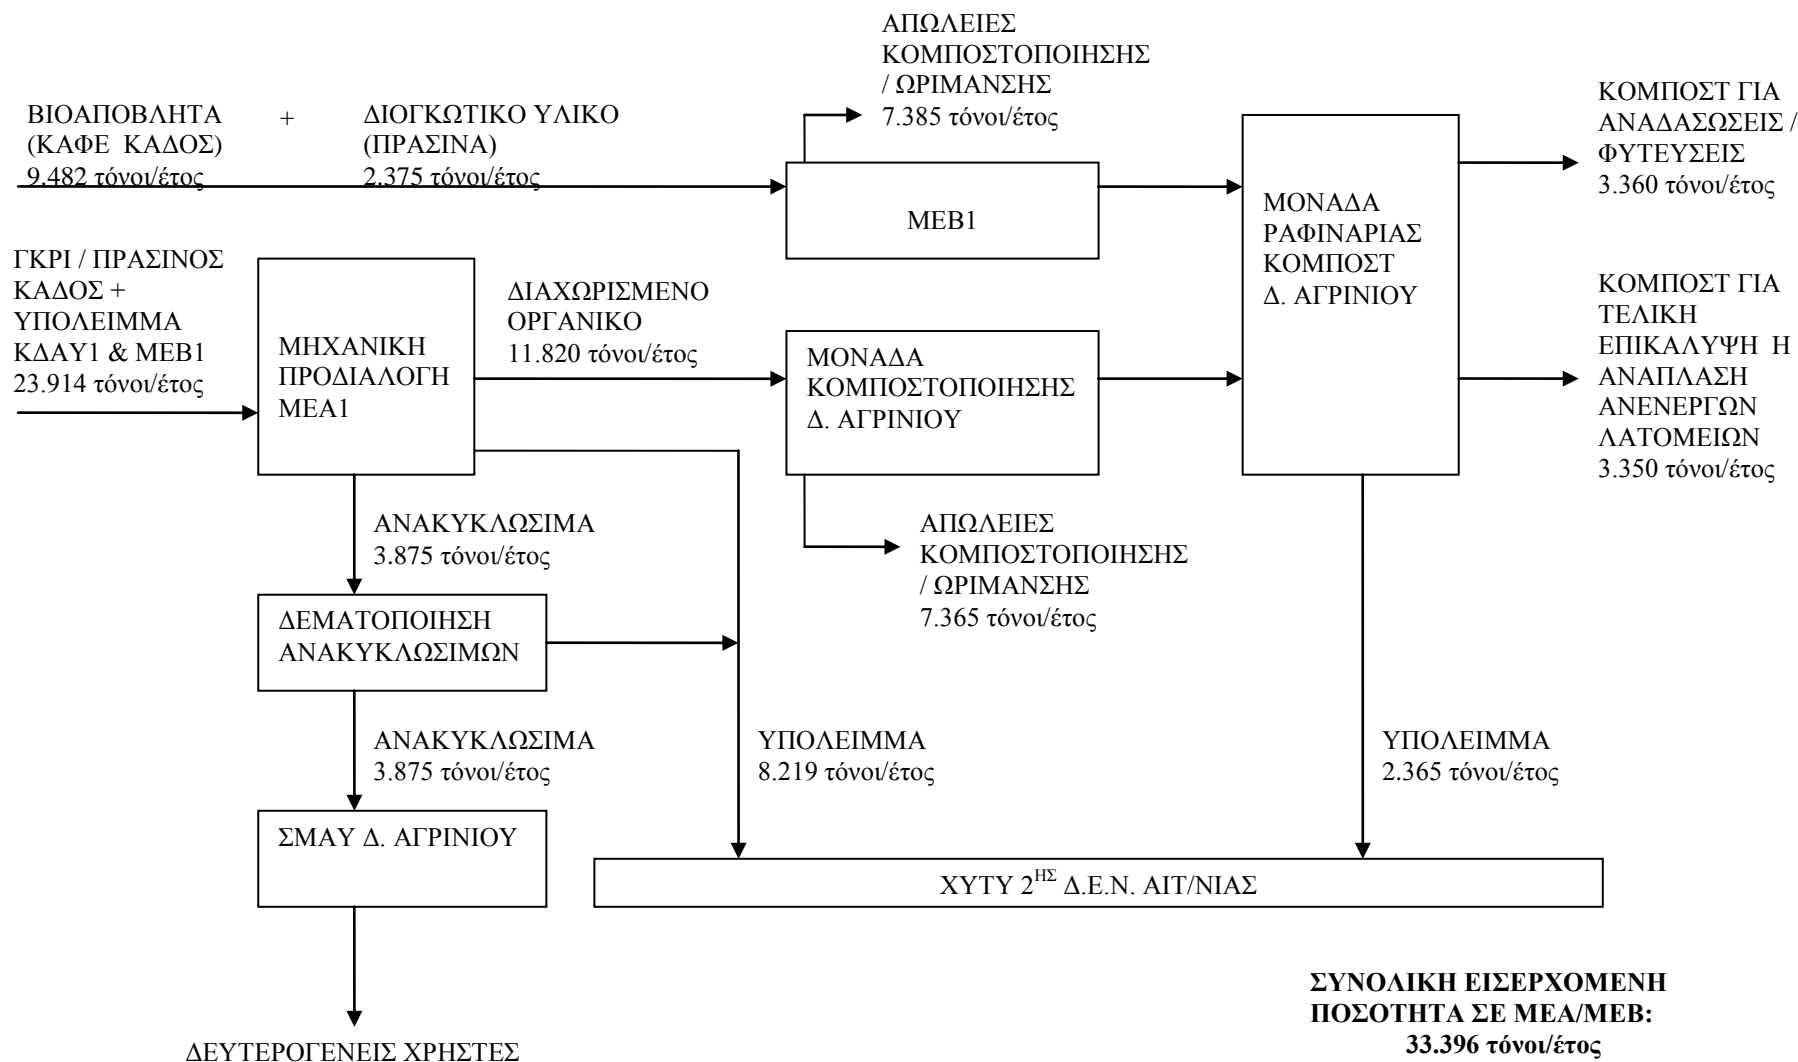 ΑΠΩΛΕΙΕΣ
ΚΟΜΠΟΣΤΟΠΟΙΗΣΗΣ
/ ΩΡΙΜΑΝΣΗΣ
7.385 τόνοι/έτος
ΒΙΟΑΠΟΒΛΗΤΑ + ΔΙΟΓΚΩΤΙΚΟ ΥΛΙΚΟ
(ΚΑΦΕ ΚΑΔΟΣ) (ΠΡΑΣΙΝΑ)
9.482 τόνοι/έτος 2.375 τόνοι/έτος
ΜΕΒ1
ΜΟΝΑΔΑ
ΡΑΦΙΝΑΡΙΑΣ
ΚΟΜΠΟΣΤ
Δ. ΑΓΡΙΝΙΟΥ
ΚΟΜΠΟΣΤ ΓΙΑ
ΑΝΑΔΑΣΩΣΕΙΣ /
ΦΥΤΕΥΣΕΙΣ
3.360 τόνοι/έτος
ΓΚΡΙ / ΠΡΑΣΙΝΟΣ
ΚΑΔΟΣ +
ΥΠΟΛΕΙΜΜΑ
ΚΔΑΥ1 & ΜΕΒ1
23.914 τόνοι/έτος
ΜΗΧΑΝΙΚΗ
ΠΡΟΔΙΑΛΟΓΗ
ΜΕΑ1
ΔΙΑΧΩΡΙΣΜΕΝΟ
ΟΡΓΑΝΙΚΟ
11.820 τόνοι/έτος
ΜΟΝΑΔΑ
ΚΟΜΠΟΣΤΟΠΟΙΗΣΗΣ
Δ. ΑΓΡΙΝΙΟΥ
ΚΟΜΠΟΣΤ ΓΙΑ
ΤΕΛΙΚΗ
ΕΠΙΚΑΛΥΨΗ Η
ΑΝΑΠΛΑΣΗ
ΑΝΕΝΕΡΓΩΝ
ΛΑΤΟΜΕΙΩΝ
3.350 τόνοι/έτος
ΑΝΑΚΥΚΛΩΣΙΜΑ
3.875 τόνοι/έτος
ΑΠΩΛΕΙΕΣ
ΚΟΜΠΟΣΤΟΠΟΙΗΣΗΣ
/ ΩΡΙΜΑΝΣΗΣ
7.365 τόνοι/έτος
ΔΕΜΑΤΟΠΟΙΗΣΗ
ΑΝΑΚΥΚΛΩΣΙΜΩΝ
ΑΝΑΚΥΚΛΩΣΙΜΑ
3.875 τόνοι/έτος
ΥΠΟΛΕΙΜΜΑ
8.219 τόνοι/έτος
ΥΠΟΛΕΙΜΜΑ
2.365 τόνοι/έτος
ΣΜΑΥ Δ. ΑΓΡΙΝΙΟΥ
ΧΥΤΥ 2ΗΣ Δ.Ε.Ν. ΑΙΤ/ΝΙΑΣ
ΣΥΝΟΛΙΚΗ ΕΙΣΕΡΧΟΜΕΝΗ
ΠΟΣΟΤΗΤΑ ΣΕ ΜΕΑ/ΜΕΒ:
33.396 τόνοι/έτος
ΔΕΥΤΕΡΟΓΕΝΕΙΣ ΧΡΗΣΤΕΣ